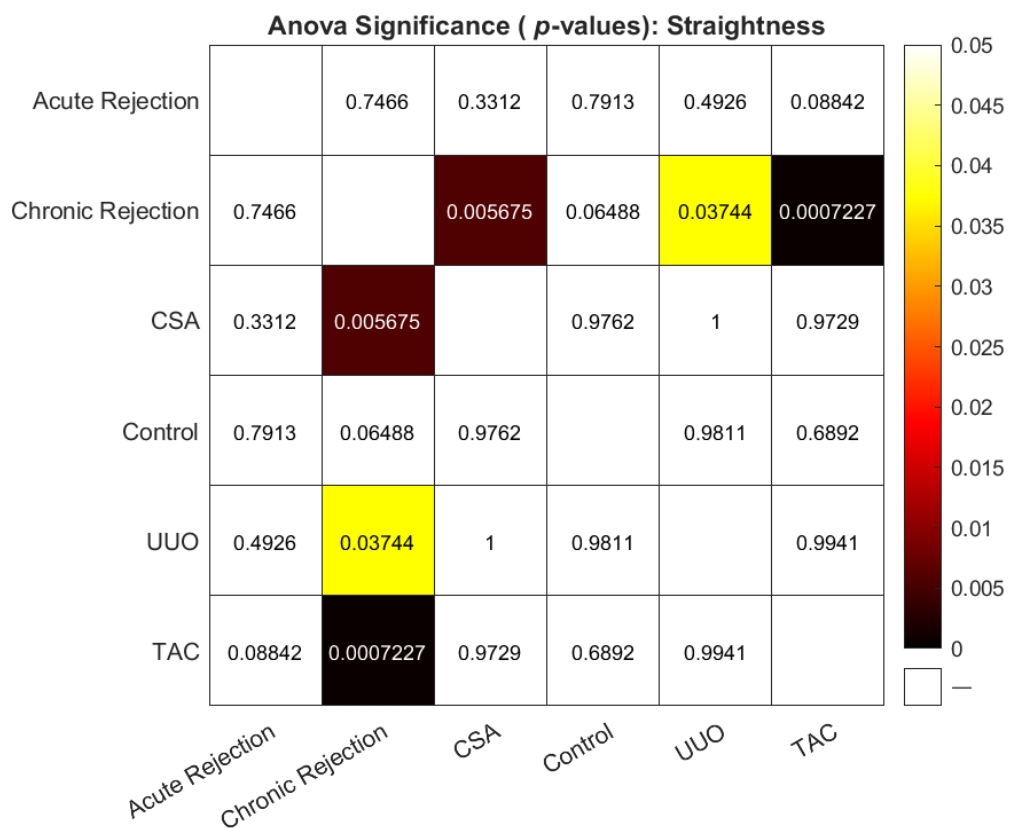 Anova Significance ( p-values): Straightness
Acute Rejection 0.7466 0.3312 0.7913 0.4926 0.08842
Chronic Rejection 0.7466 0.005675 0.06488 0.03744 0.0007227
CSA 0.3312 0.005675 0.9762 1 0.9729
Control 0.7913 0.06488 0.9762 0.9811 0.6892
UUO 0.4926 0.03744 1 0.9811 0.9941
TAC 0.08842 0.0007227 0.9729 0.6892 0.9941
Acute Rejection Chronic Rejection CSA Control UUO TAC
0.05
0.045
0.04
0.035
0.03
0.025
0.02
0.015
0.01
0.005
0
—